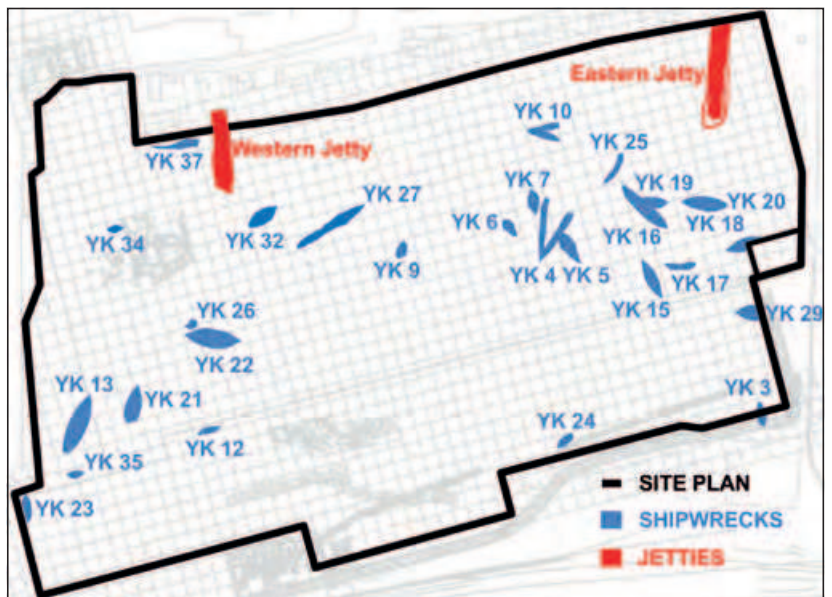 Eastern Jetty
YK 10
YK 25
YK 37
Western Jetty
YK 7
YK 19
YK 27
YK 20
YK 6
YK 18
YK 34
YK 32
YK 16
YK 9
YK 4
YK 5
YK 17
YK 15
YK 26
YK 29
YK 22
YK 13
YK 21
YK 3
YK 24
YK 12
YK 35
YK 23
SITE PLAN
SHIPWRECKS
JETTIES